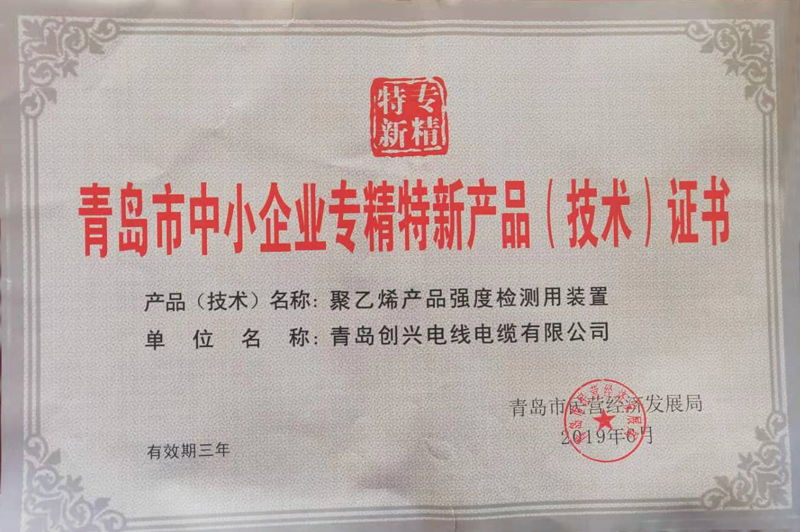 专精
特新
青岛市中小企业专精特新产品（技术）证书
产品（技术）名称：聚乙烯产品强度检测用装置
单位名称：青岛创兴电线电缆有限公司
青岛市民营经济发展局
2019年6月
有效期三年